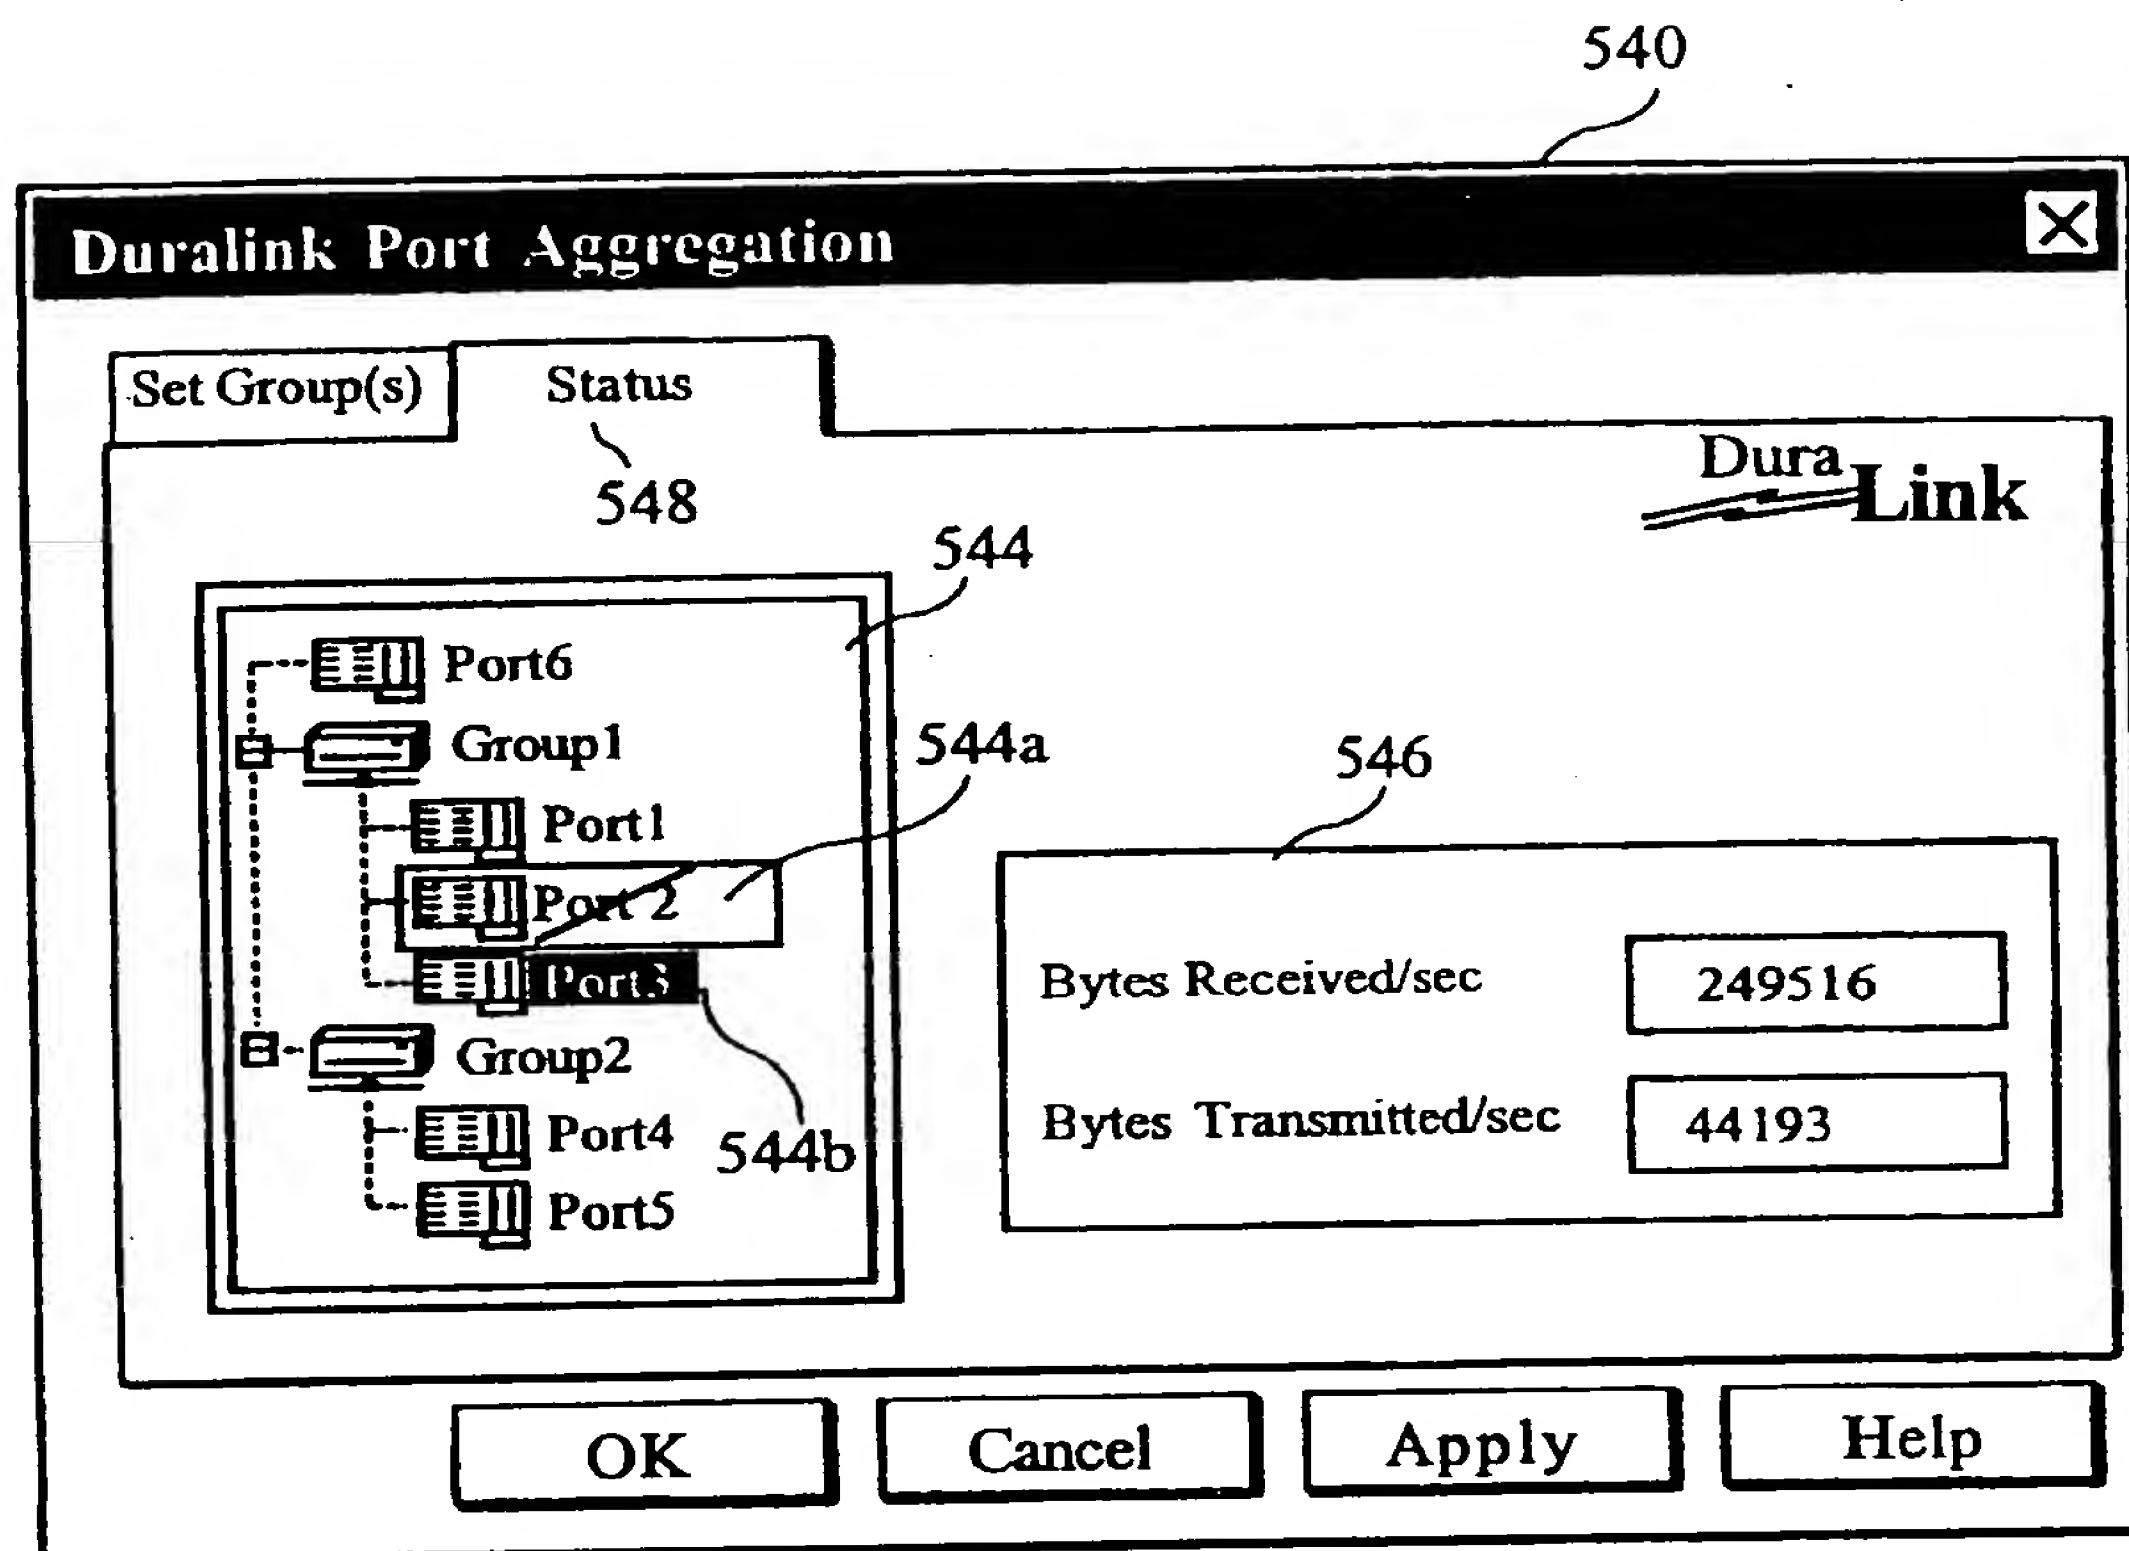 540
Duralink Port Aggregation
Set Group(s) Status
548
Dura
Link
544
Port6
Group1
544a
546
Port1
Port 2
Port3
Bytes Received/sec 249516
Group2
Bytes Transmitted/sec 44193
Port4
544b
Port5
OK Cancel Apply Help